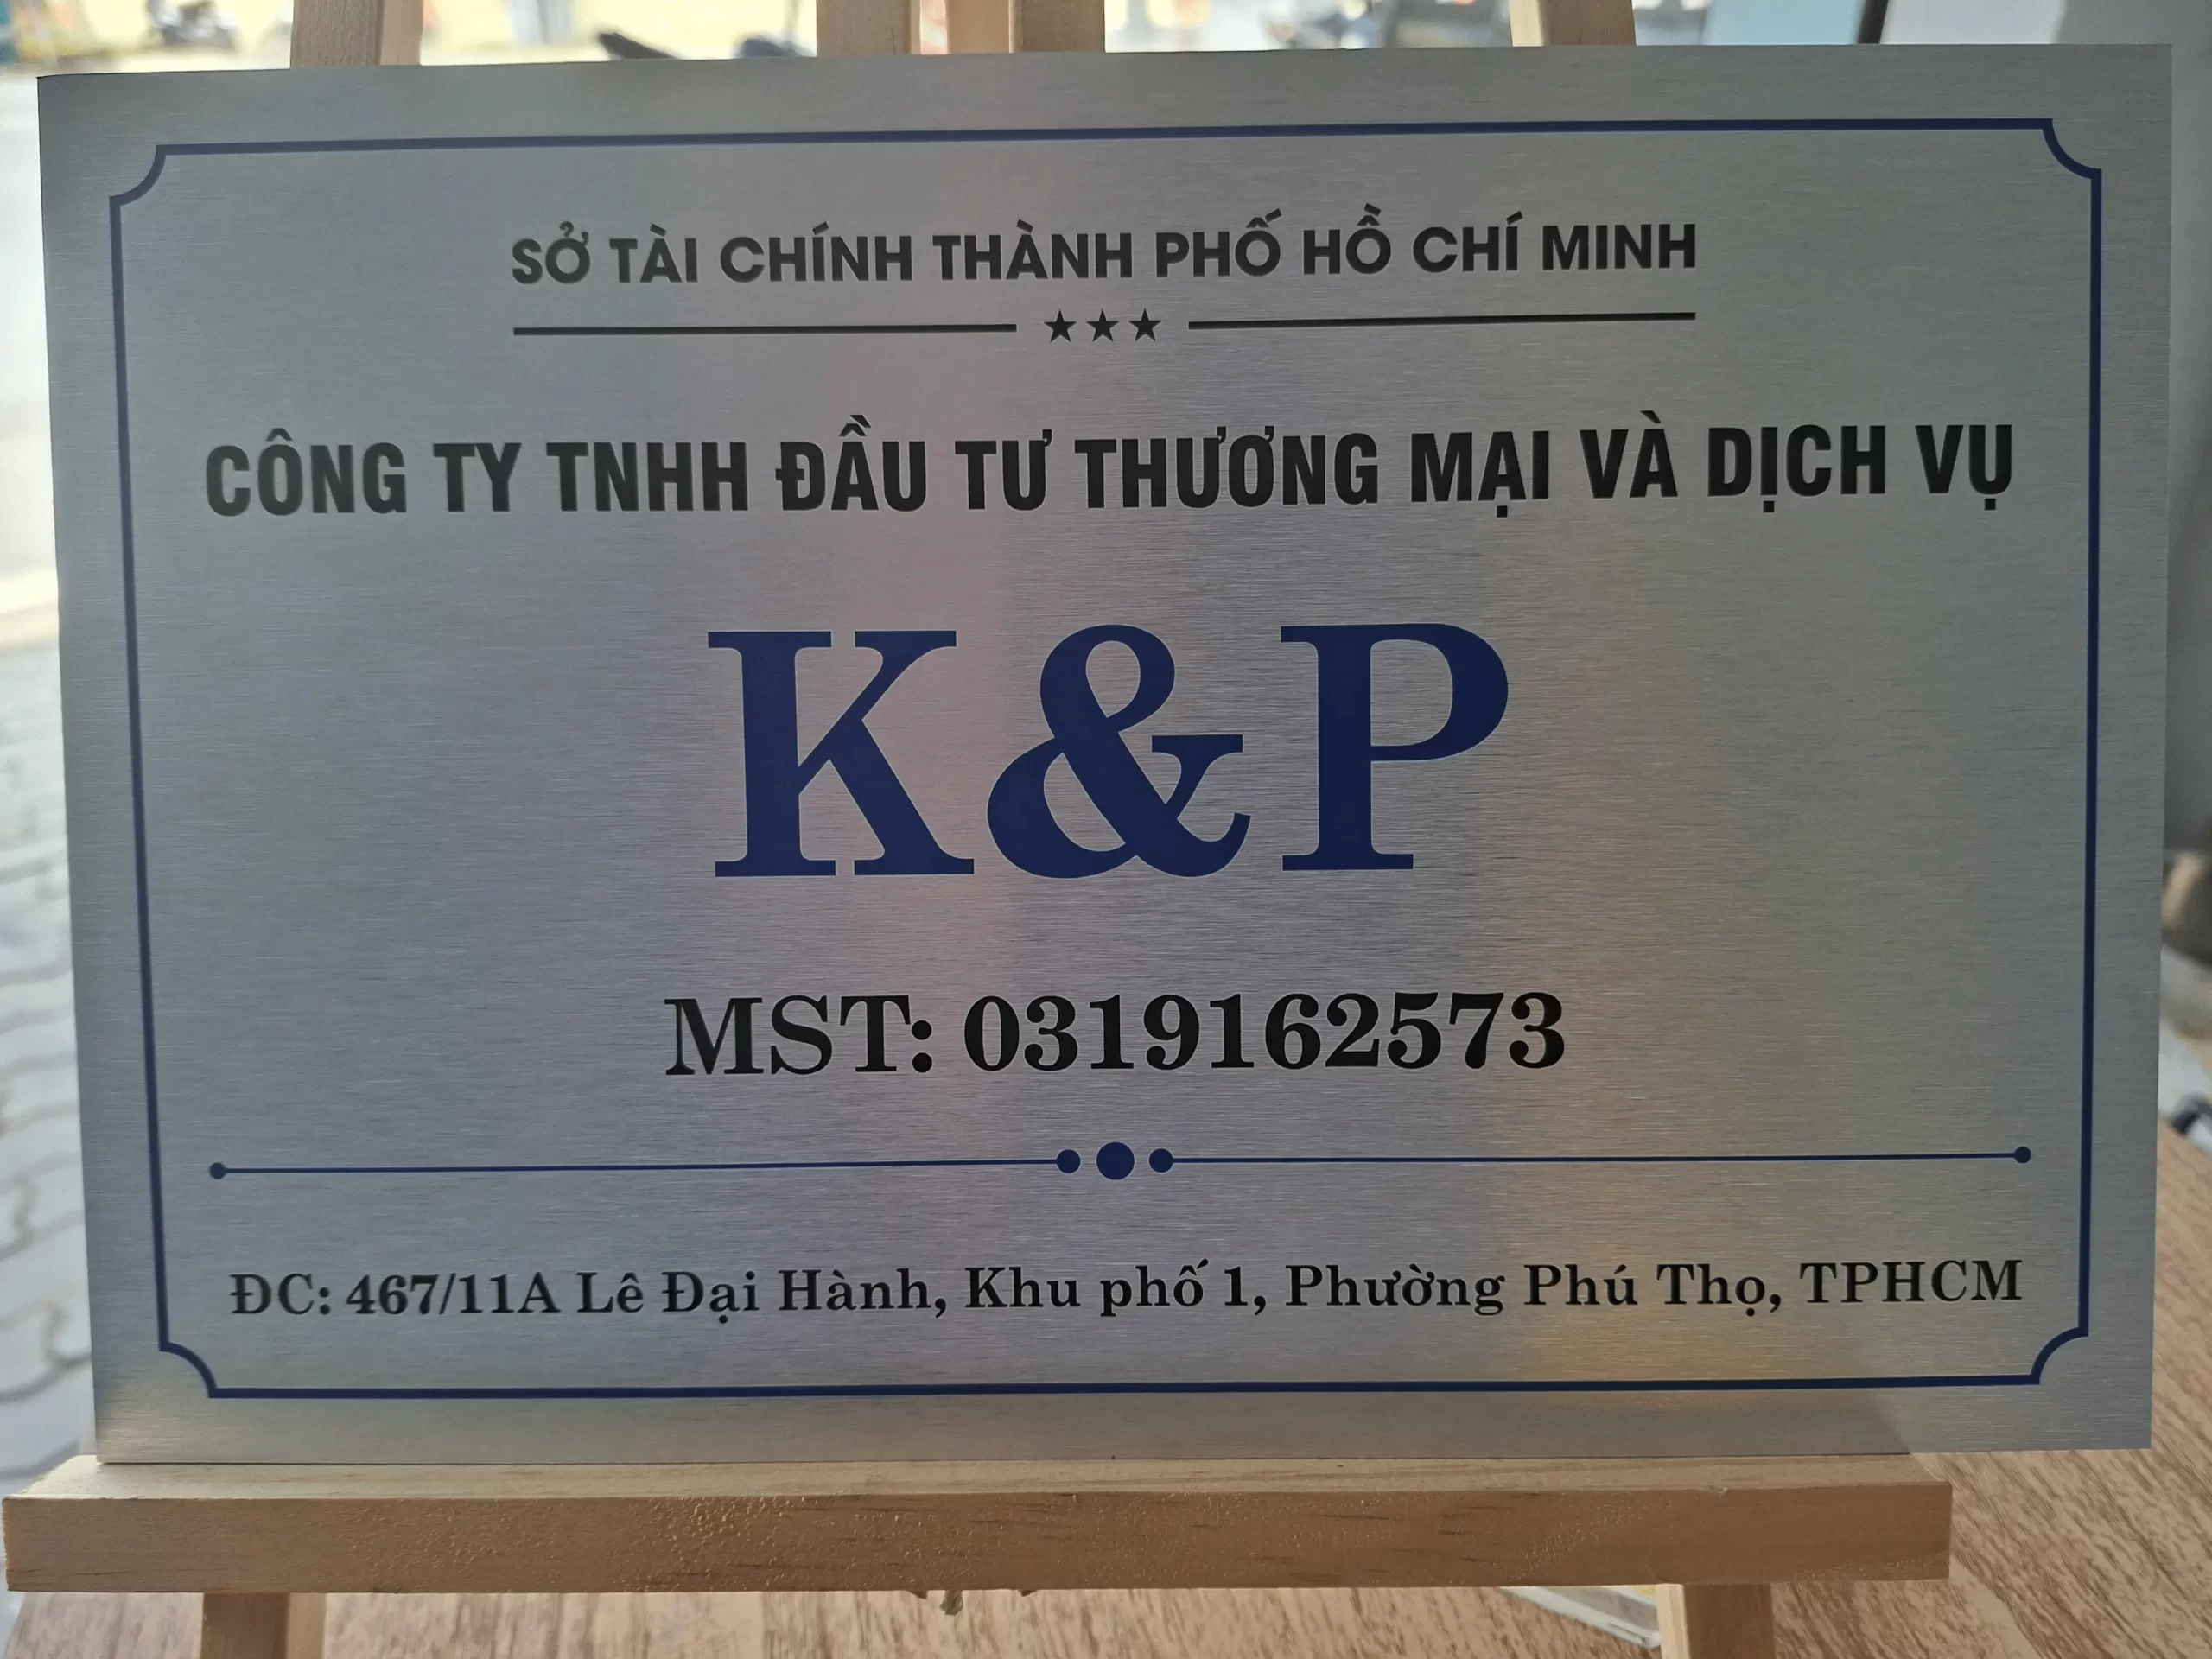 SỞ TÀI CHÍNH THÀNH PHỐ HỒ CHÍ MINH
CÔNG TY TNHH ĐẦU TƯ THƯƠNG MẠI VÀ DỊCH VỤ
K&P
MST: 0319162573
ĐC: 467/11A Lê Đại Hành, Khu phố 1, Phường Phú Thọ, TPHCM